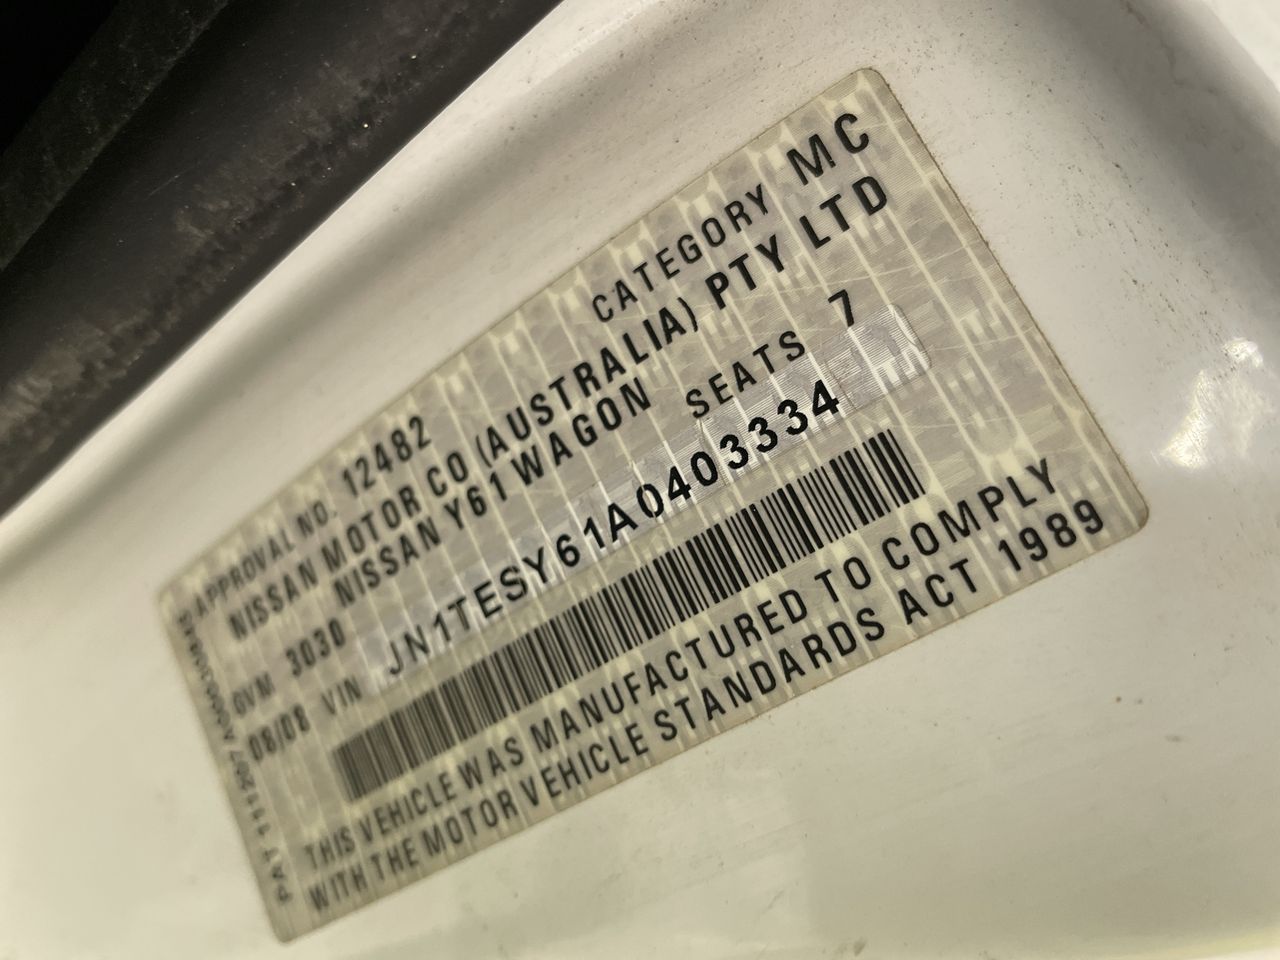 APPROVAL NO. 12482 CATEGORY MC
NISSAN MOTOR CO (AUSTRALIA) PTY LTD
NISSAN Y61 WAGON SEATS 7
GVM 3030
08/08 VIN JN1TESY61A0403334
THIS VEHICLE WAS MANUFACTURED TO COMPLY
WITH THE MOTOR VEHICLE STANDARDS ACT 1989
PAT